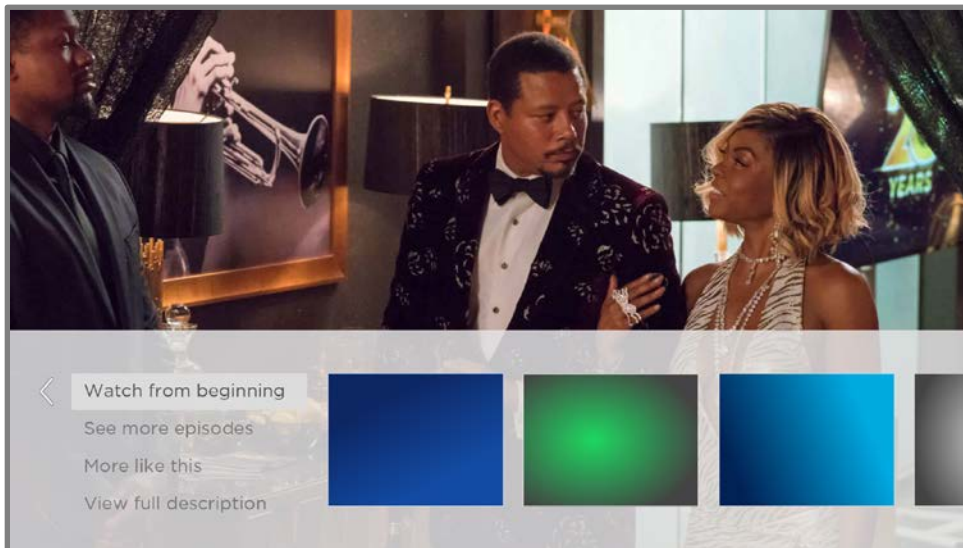 YEARS
Watch from beginning
See more episodes
More like this
View full description